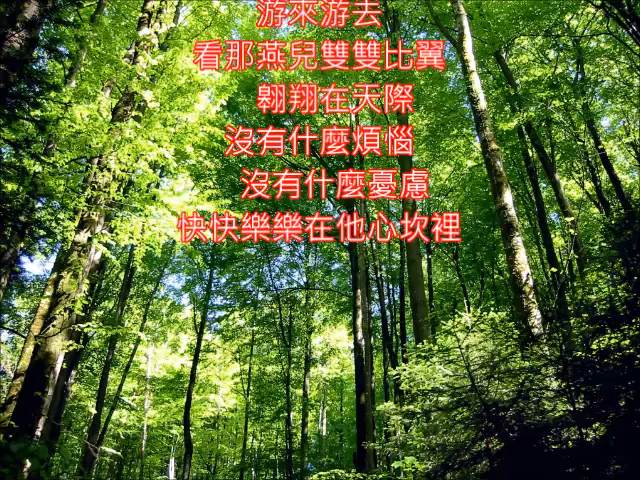 游來游去
看那燕兒雙雙比翼
翱翔在天際
沒有什麼煩惱
沒有什麼憂慮
快快樂樂在他心坎裡